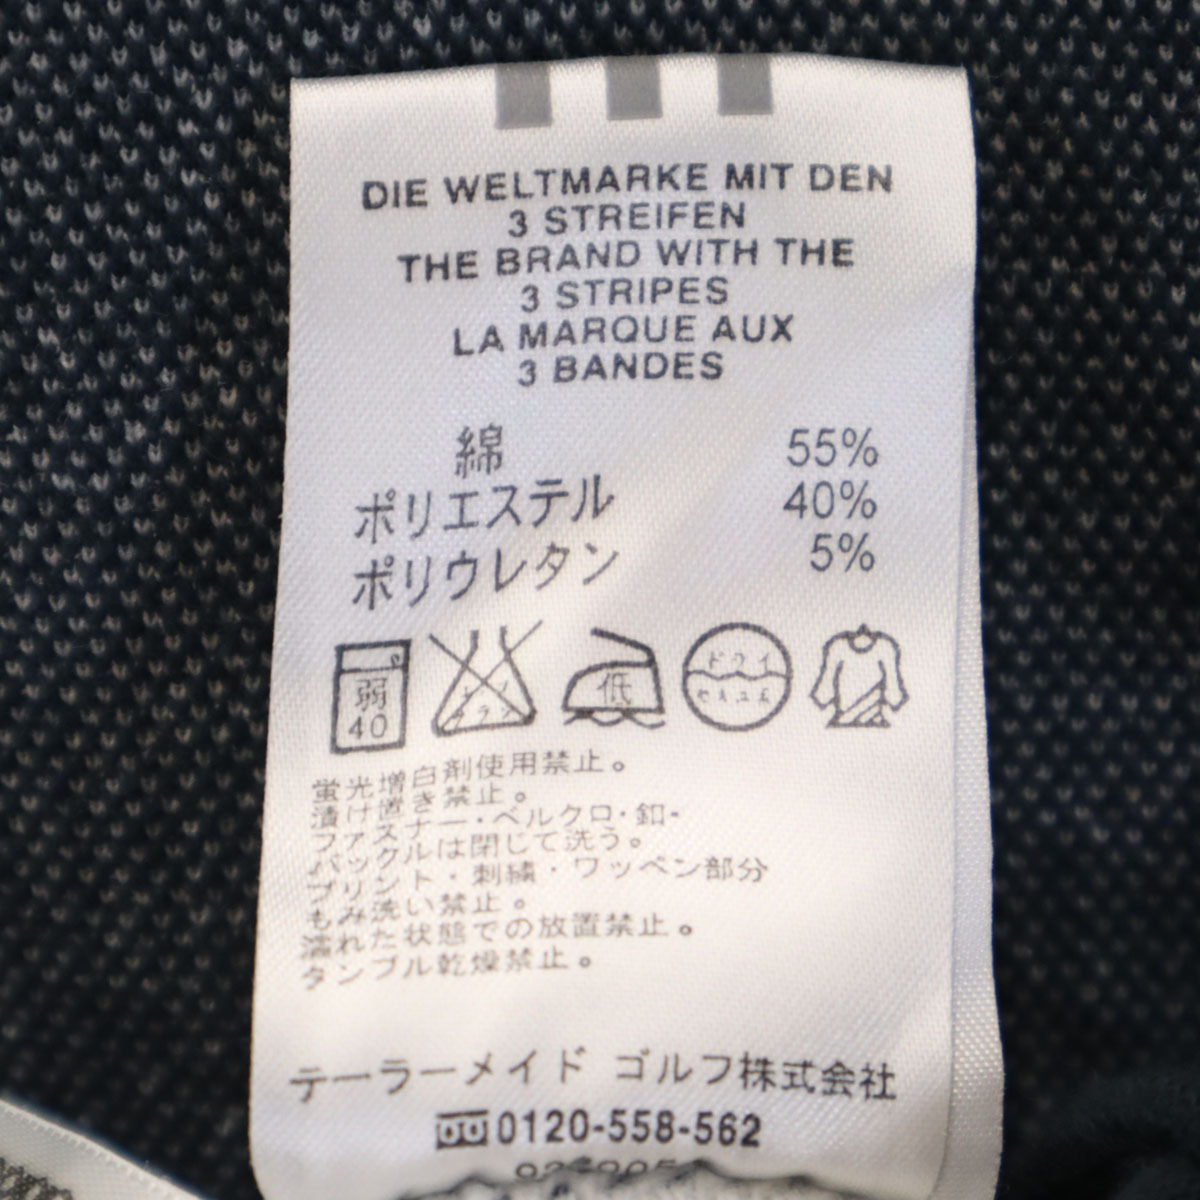 DIE WELTMARKE MIT DEN
3 STREIFEN
THE BRAND WITH THE
3 STRIPES
LA MARQUE AUX
3 BANDES
綿 55%
ポリエステル 40%
ポリウレタン 5%
弱 低 ドライ
40 セキユ系
蛍光増白剤使用禁止。
漬け置き禁止。
ファスナー・ベルクロ・釦-
バックルは閉じて洗う。
プリント・刺繍・ワッペン部分
もみ洗い禁止。
濡れた状態での放置禁止。
タンブル乾燥禁止。
テーラーメイド ゴルフ株式会社
0120-558-562